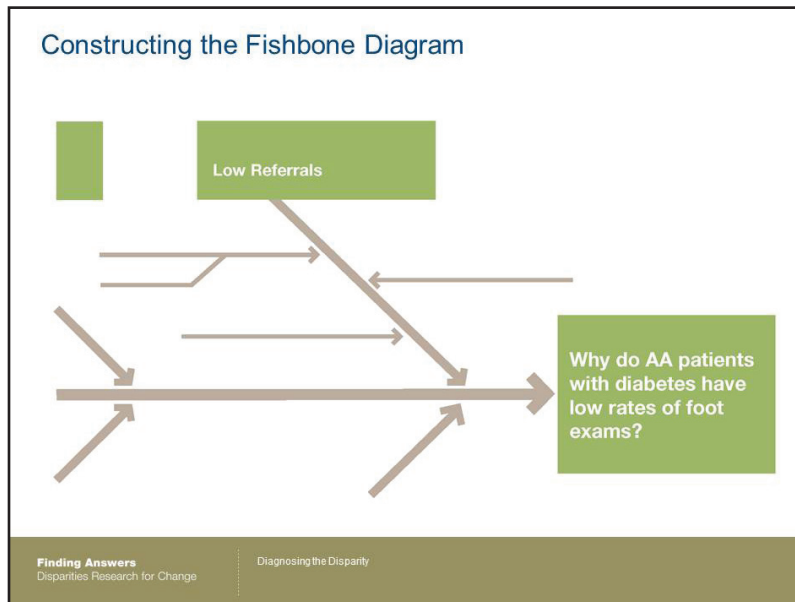 Constructing the Fishbone Diagram
Low Referrals
Why do AA patients
with diabetes have
low rates of foot
exams?
Finding Answers
Disparities Research for Change
Diagnosing the Disparity